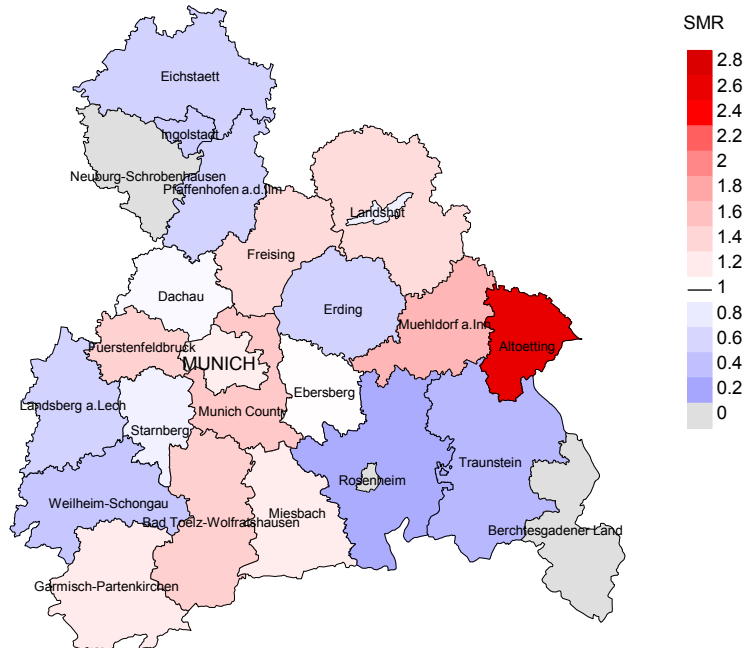 SMR
2.8
2.6
2.4
2.2
2
1.8
1.6
1.4
1.2
1
0.8
0.6
0.4
0.2
0
Eichstaett
Ingolstadt
Neuburg-Schrobenhausen
Pfaffenhofen a.d.Ilm
Landshut
Freising
Dachau
Erding
Muehldorf a.Inn
Altoetting
Fuerstenfeldbruck
MUNICH
Ebersberg
Landsberg a.Lech
Starnberg
Munich County
Traunstein
Rosenheim
Weilheim-Schongau
Miesbach
Bad Toelz-Wolfratshausen
Berchtesgadener Land
Garmisch-Partenkirchen